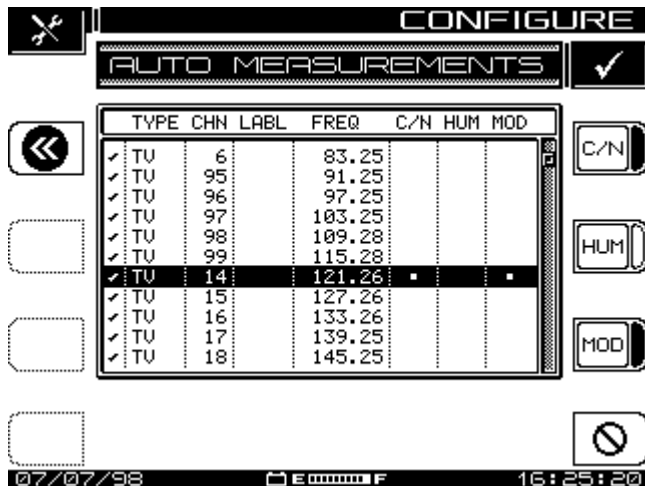 CONFIGURE
AUTO MEASUREMENTS
TYPE CHN LABL FREQ C/N HUM MOD
TV 6 83.25
TV 95 91.25
TV 96 97.25
TV 97 103.25
TV 98 109.28
TV 99 115.28
TV 14 121.26
TV 15 127.26
TV 16 133.26
TV 17 139.25
TV 18 145.25
C/N
HUM
MOD
07/07/98 E F 16:25:20